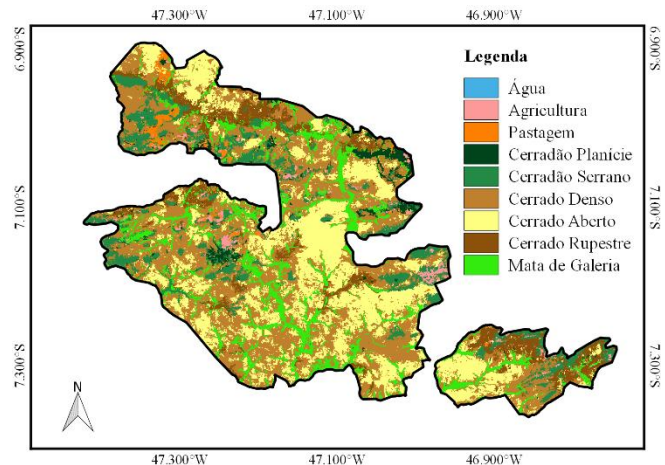 47.300°W 47.100°W 46.900°W
6.900°S
6.900°S
Legenda
Água
Agricultura
Pastagem
Cerradão Planície
Cerradão Serrano
Cerrado Denso
Cerrado Aberto
Cerrado Rupestre
Mata de Galeria
7.100°S
7.100°S
7.300°S
7.300°S
N
47.300°W 47.100°W 46.900°W